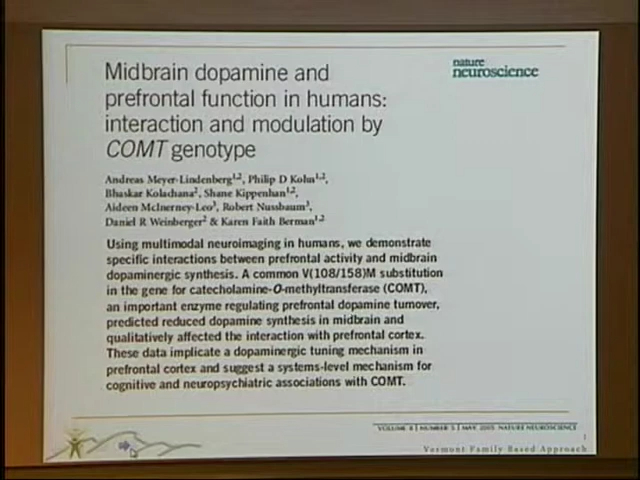 Midbrain dopamine and
prefrontal function in humans:
interaction and modulation by
COMT genotype
nature
neuroscience
Andreas Meyer-Lindenberg1,2, Philip D Kohn1,2,
Bhaskar Kolachana2, Shane Kippenhan1,2,
Aideen McInerney-Leo3, Robert Nussbaum3,
Daniel R Weinberger2 & Karen Faith Berman1,2
Using multimodal neuroimaging in humans, we demonstrate
specific interactions between prefrontal activity and midbrain
dopaminergic synthesis. A common V(108/158)M substitution
in the gene for catecholamine-O-methyltransferase (COMT),
an important enzyme regulating prefrontal dopamine turnover,
predicted reduced dopamine synthesis in midbrain and
qualitatively affected the interaction with prefrontal cortex.
These data implicate a dopaminergic tuning mechanism in
prefrontal cortex and suggest a systems-level mechanism for
cognitive and neuropsychiatric associations with COMT.
VOLUME 8 | NUMBER 5 | MAY 2005 NATURE NEUROSCIENCE
1
Vermont Family Based Approach